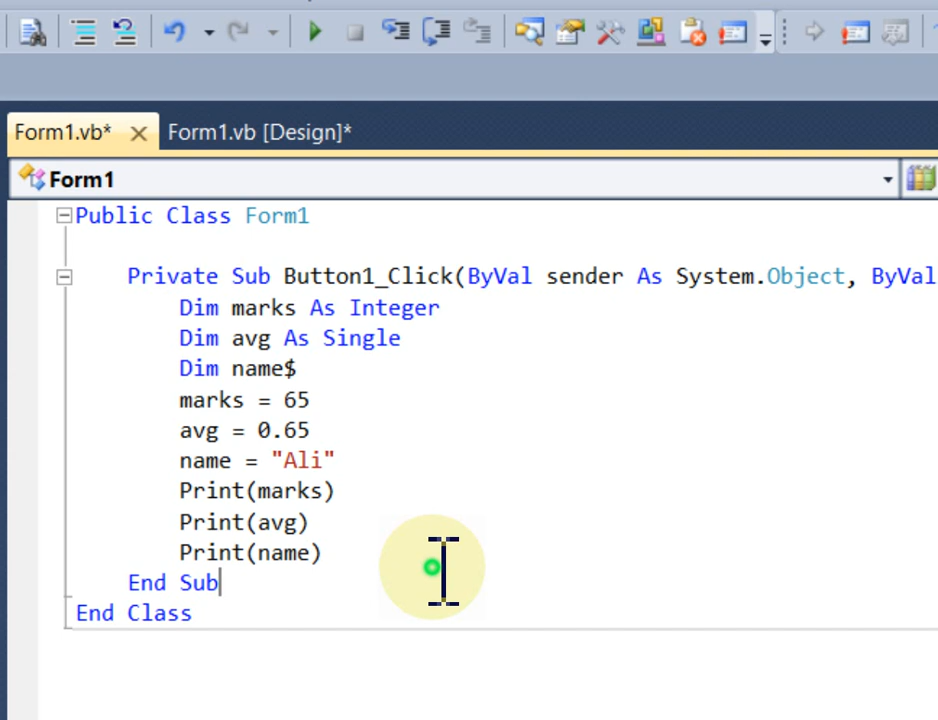 Form1.vb* Form1.vb [Design]*
Form1
Public Class Form1
Private Sub Button1_Click(ByVal sender As System.Object, ByVal
Dim marks As Integer
Dim avg As Single
Dim name$
marks = 65
avg = 0.65
name = "Ali"
Print(marks)
Print(avg)
Print(name)
End Sub
End Class